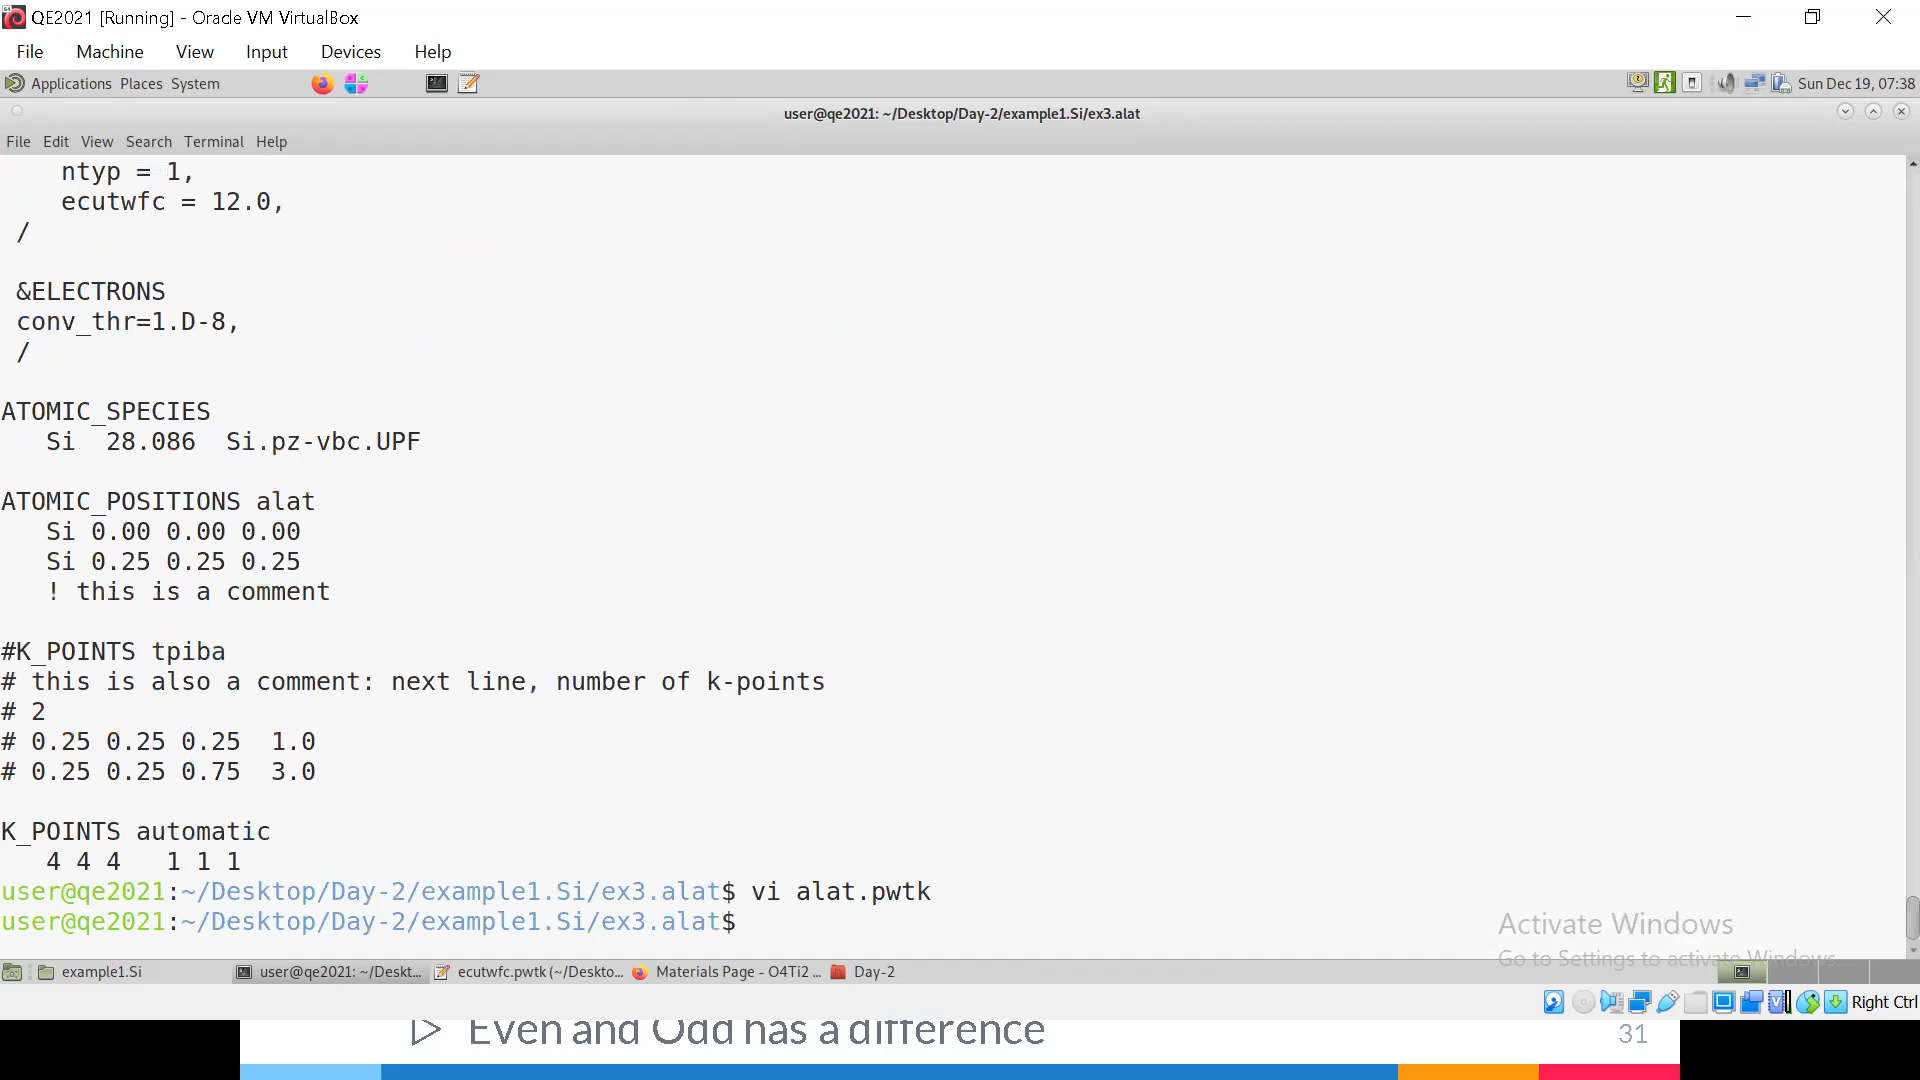 QE2021 [Running] - Oracle VM VirtualBox
File Machine View Input Devices Help
Applications Places System
Sun Dec 19, 07:38
user@qe2021: ~/Desktop/Day-2/example1.Si/ex3.alat
File Edit View Search Terminal Help
ntyp = 1,
ecutwfc = 12.0,
/
&ELECTRONS
conv_thr=1.D-8,
/
ATOMIC_SPECIES
Si 28.086 Si.pz-vbc.UPF
ATOMIC_POSITIONS alat
Si 0.00 0.00 0.00
Si 0.25 0.25 0.25
! this is a comment
#K_POINTS tpiba
# this is also a comment: next line, number of k-points
# 2
# 0.25 0.25 0.25 1.0
# 0.25 0.25 0.75 3.0
K_POINTS automatic
4 4 4 1 1 1
user@qe2021:~/Desktop/Day-2/example1.Si/ex3.alat$ vi alat.pwtk
user@qe2021:~/Desktop/Day-2/example1.Si/ex3.alat$
Activate Windows
Go to Settings to activate Windows.
example1.Si
user@qe2021: ~/Deskt...
ecutwfc.pwtk (~/Deskto...
Materials Page - O4Ti2 ...
Day-2
Right Ctrl
Even and Odd has a difference
31